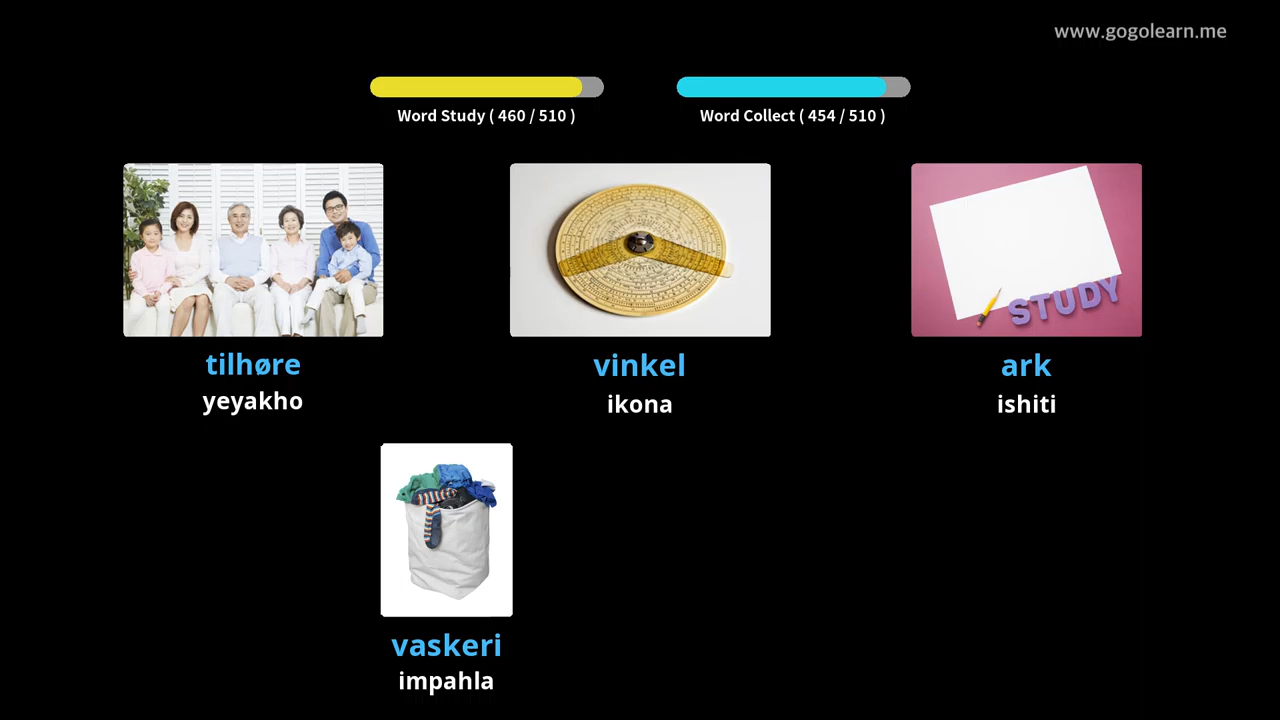 www.gogolearn.me
Word Study ( 460 / 510 )
Word Collect ( 454 / 510 )
STUDY
tilhøre
yeyakho
vinkel
ikona
ark
ishiti
vaskeri
impahla